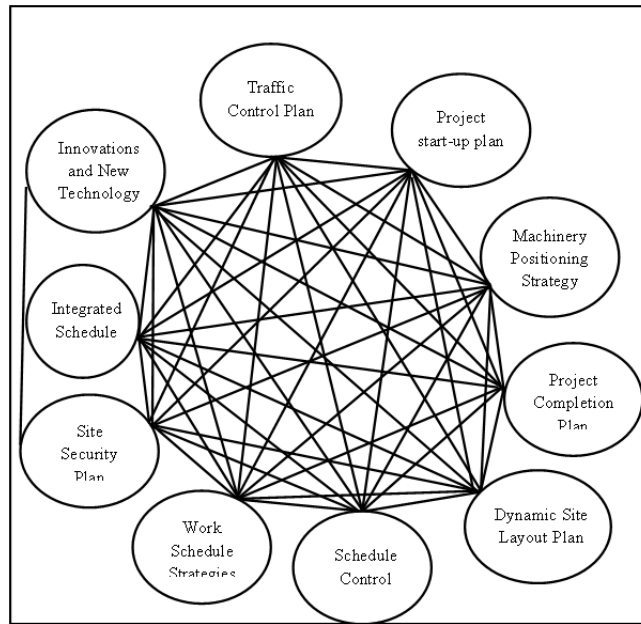 Traffic
Control Plan
Project
start-up plan
Innovations
and New
Technology
Machinery
Positioning
Strategy
Integrated
Schedule
Project
Completion
Plan
Site
Security
Plan
Dynamic Site
Layout Plan
Work
Schedule
Strategies
Schedule
Control